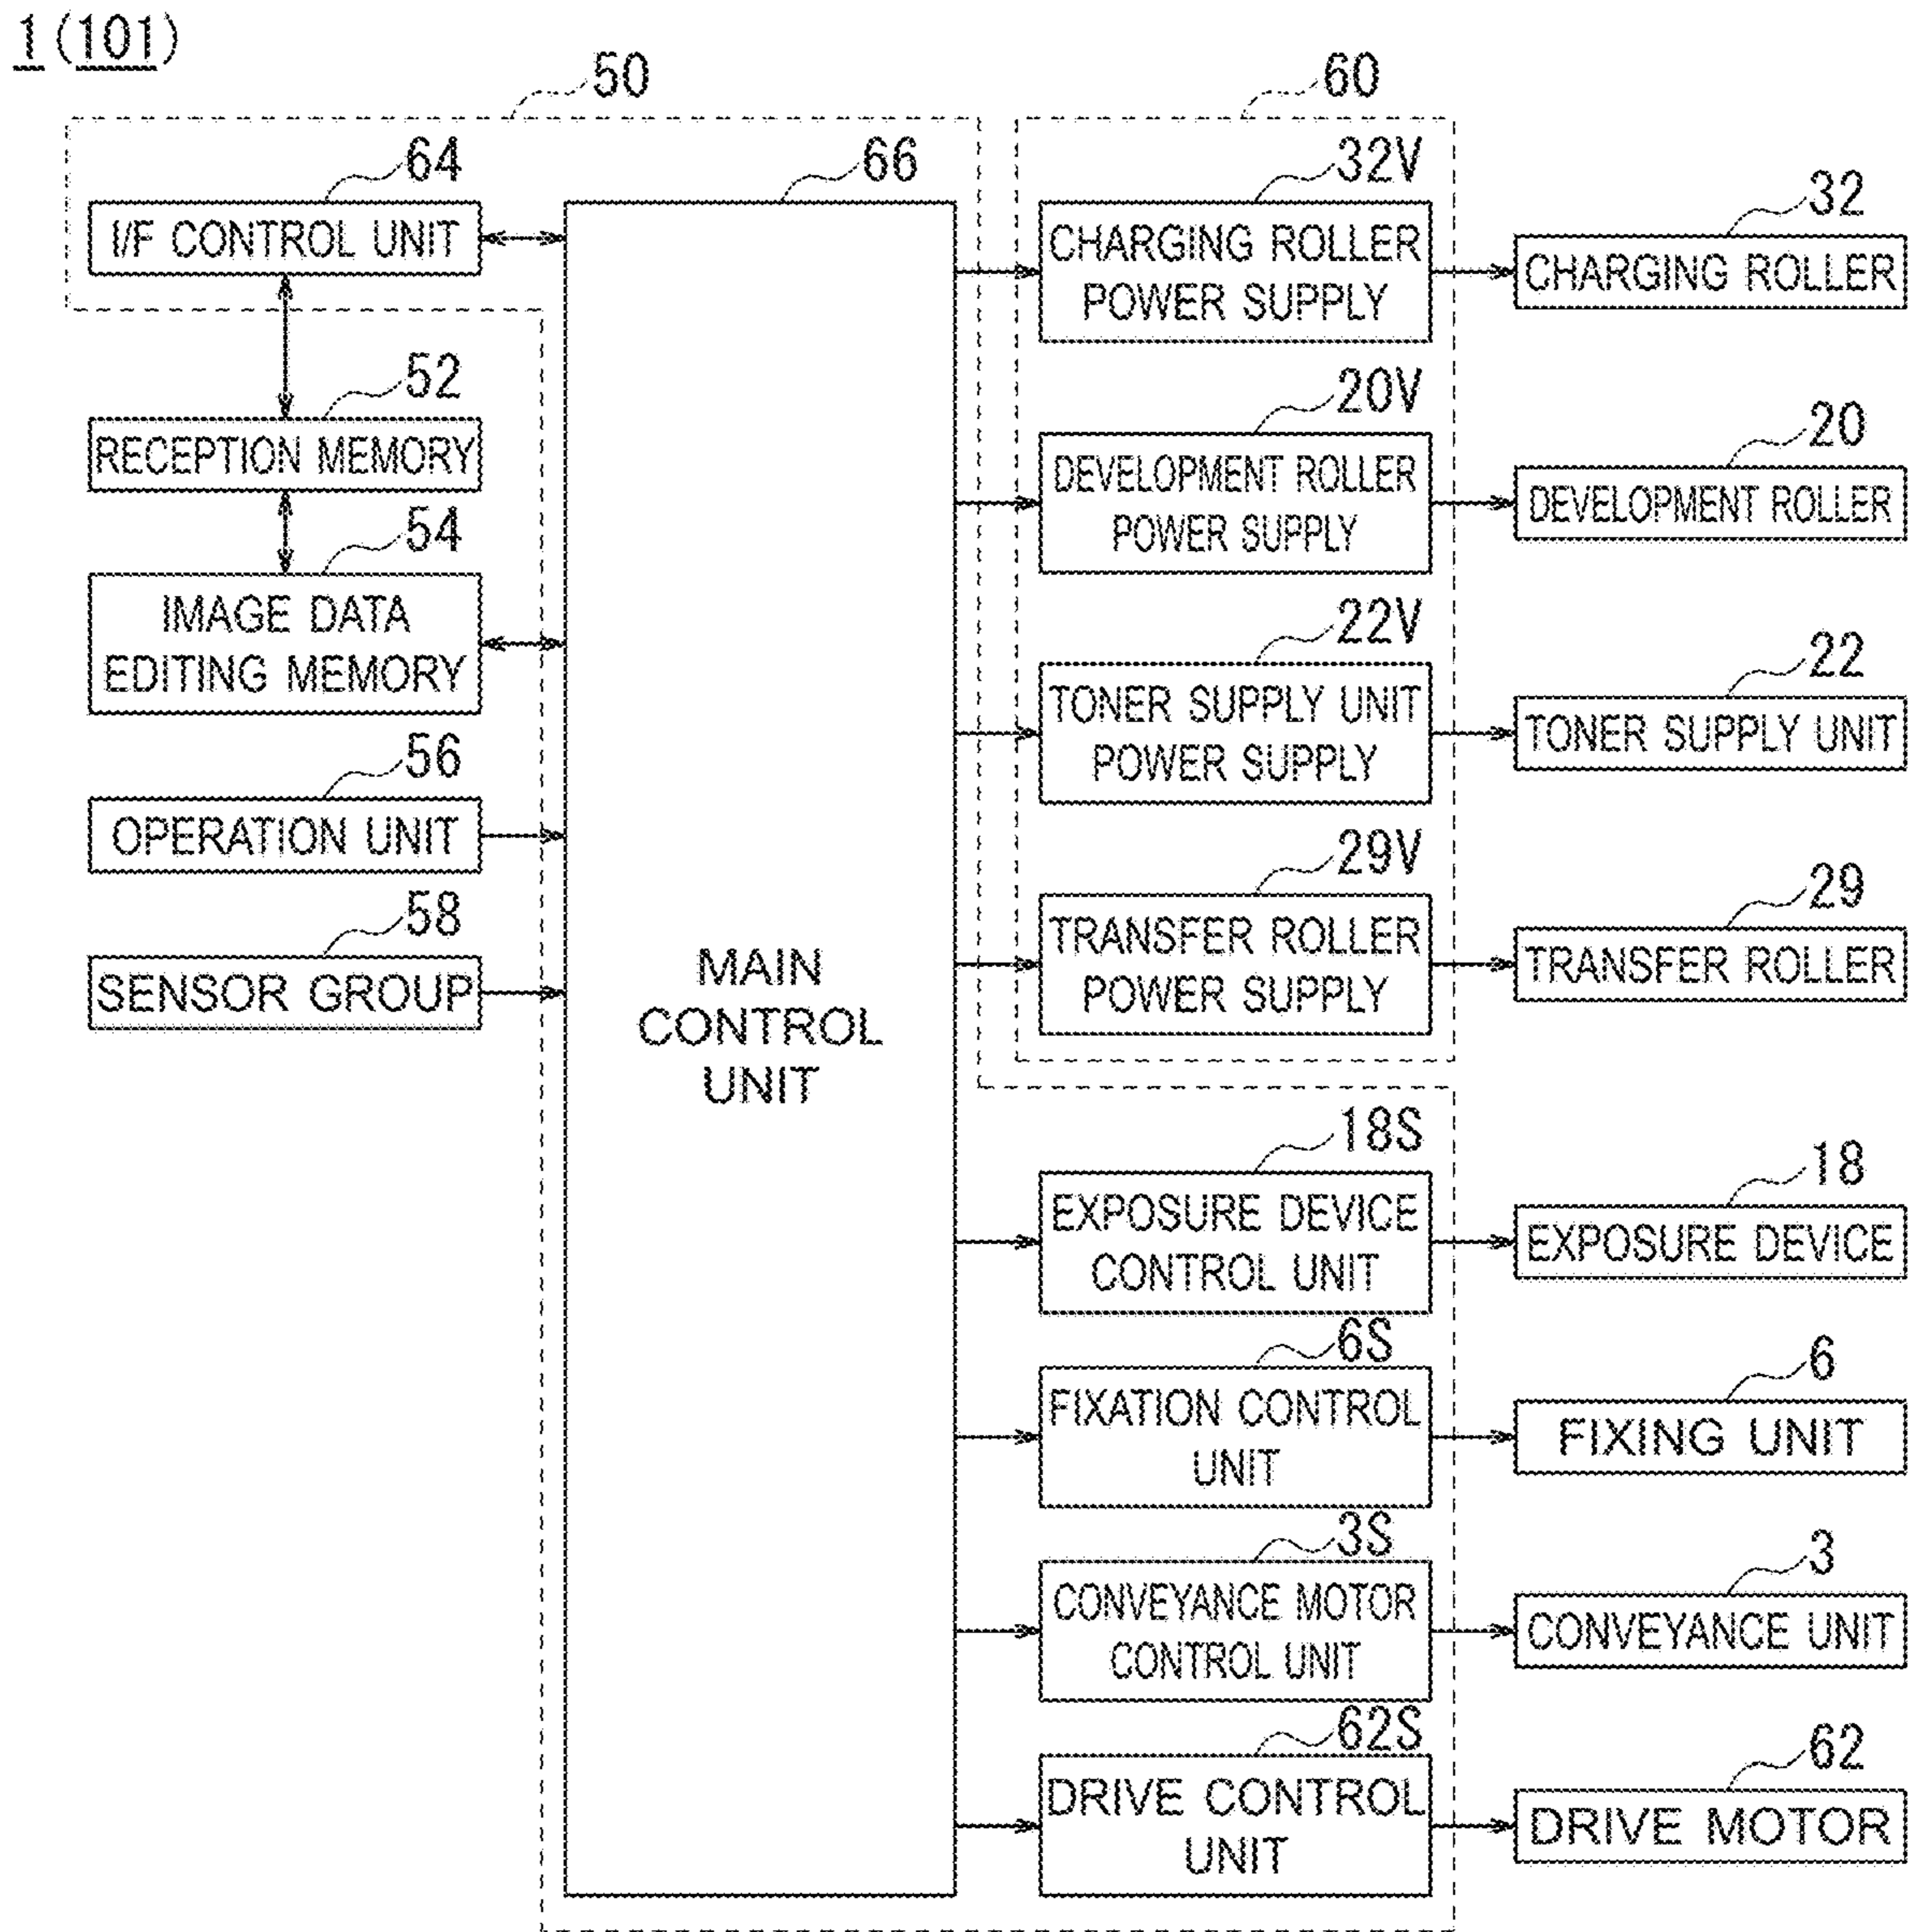 1(101)
50
60
64
I/F CONTROL UNIT
52
RECEPTION MEMORY
54
IMAGE DATA
EDITING MEMORY
56
OPERATION UNIT
58
SENSOR GROUP
66
MAIN
CONTROL
UNIT
32V
CHARGING ROLLER
POWER SUPPLY
32
CHARGING ROLLER
20V
DEVELOPMENT ROLLER
POWER SUPPLY
20
DEVELOPMENT ROLLER
22V
TONER SUPPLY UNIT
POWER SUPPLY
22
TONER SUPPLY UNIT
29V
TRANSFER ROLLER
POWER SUPPLY
29
TRANSFER ROLLER
18S
EXPOSURE DEVICE
CONTROL UNIT
18
EXPOSURE DEVICE
6S
FIXATION CONTROL
UNIT
6
FIXING UNIT
3S
CONVEYANCE MOTOR
CONTROL UNIT
3
CONVEYANCE UNIT
62S
DRIVE CONTROL
UNIT
62
DRIVE MOTOR